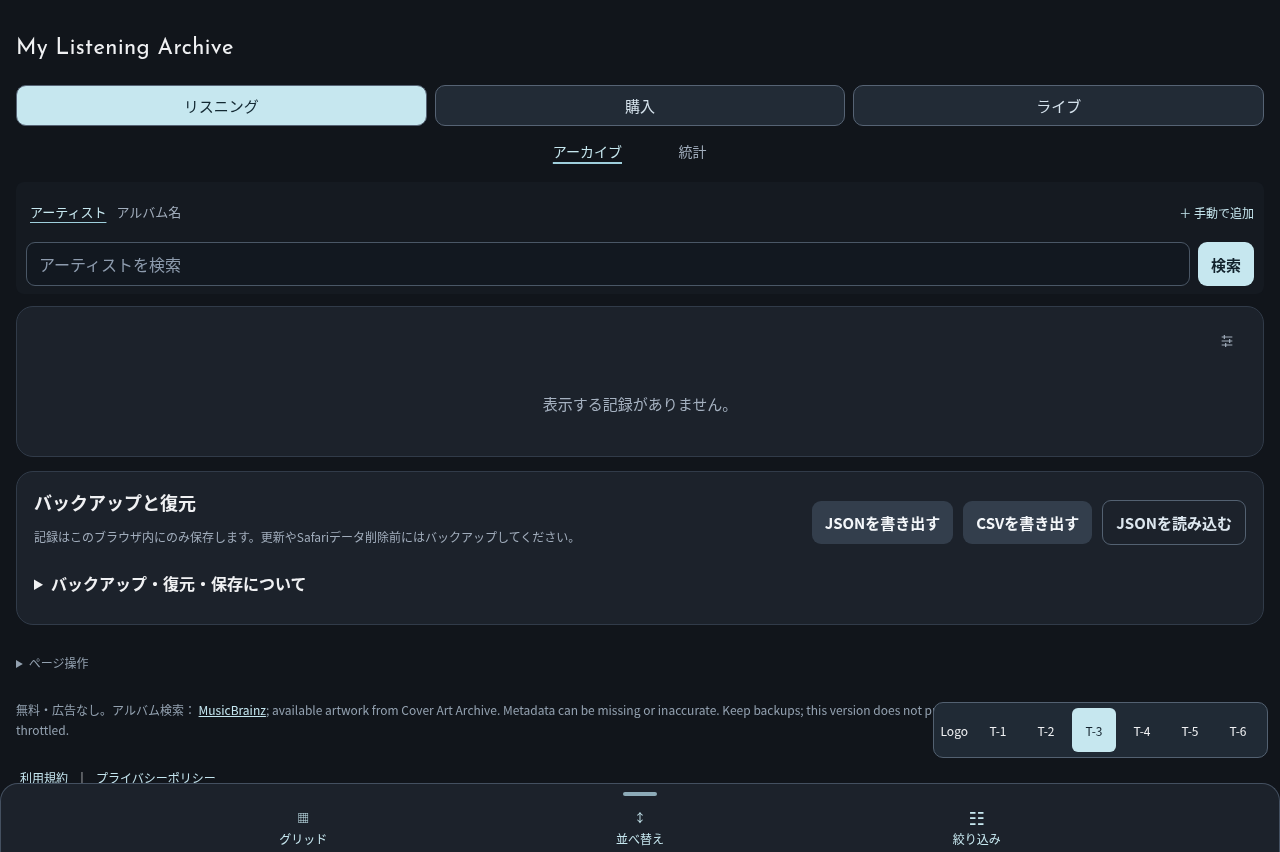 My Listening Archive
リスニング
購入
ライブ
アーカイブ
統計
アーティスト
アルバム名
＋ 手動で追加
アーティストを検索
検索
表示する記録がありません。
バックアップと復元
記録はこのブラウザ内にのみ保存します。更新やSafariデータ削除前にはバックアップしてください。
JSONを書き出す
CSVを書き出す
JSONを読み込む
▶ バックアップ・復元・保存について
▶ ページ操作
無料・広告なし。アルバム検索： MusicBrainz; available artwork from Cover Art Archive. Metadata can be missing or inaccurate. Keep backups; this version does not
throttled.
Logo
T-1
T-2
T-3
T-4
T-5
T-6
利用規約 | プライバシーポリシー
グリッド
並べ替え
絞り込み